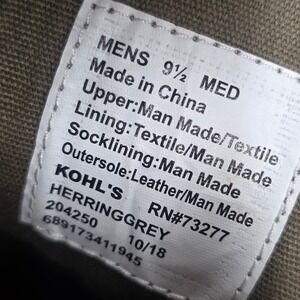 MENS 9½ MED
Made in China
Upper:Man Made/Textile
Lining:Textile/Man Made
Socklining:Man Made
Outersole:Leather/Man Made
KOHL'S RN#73277
HERRINGGREY
204250 10/18
689173411945